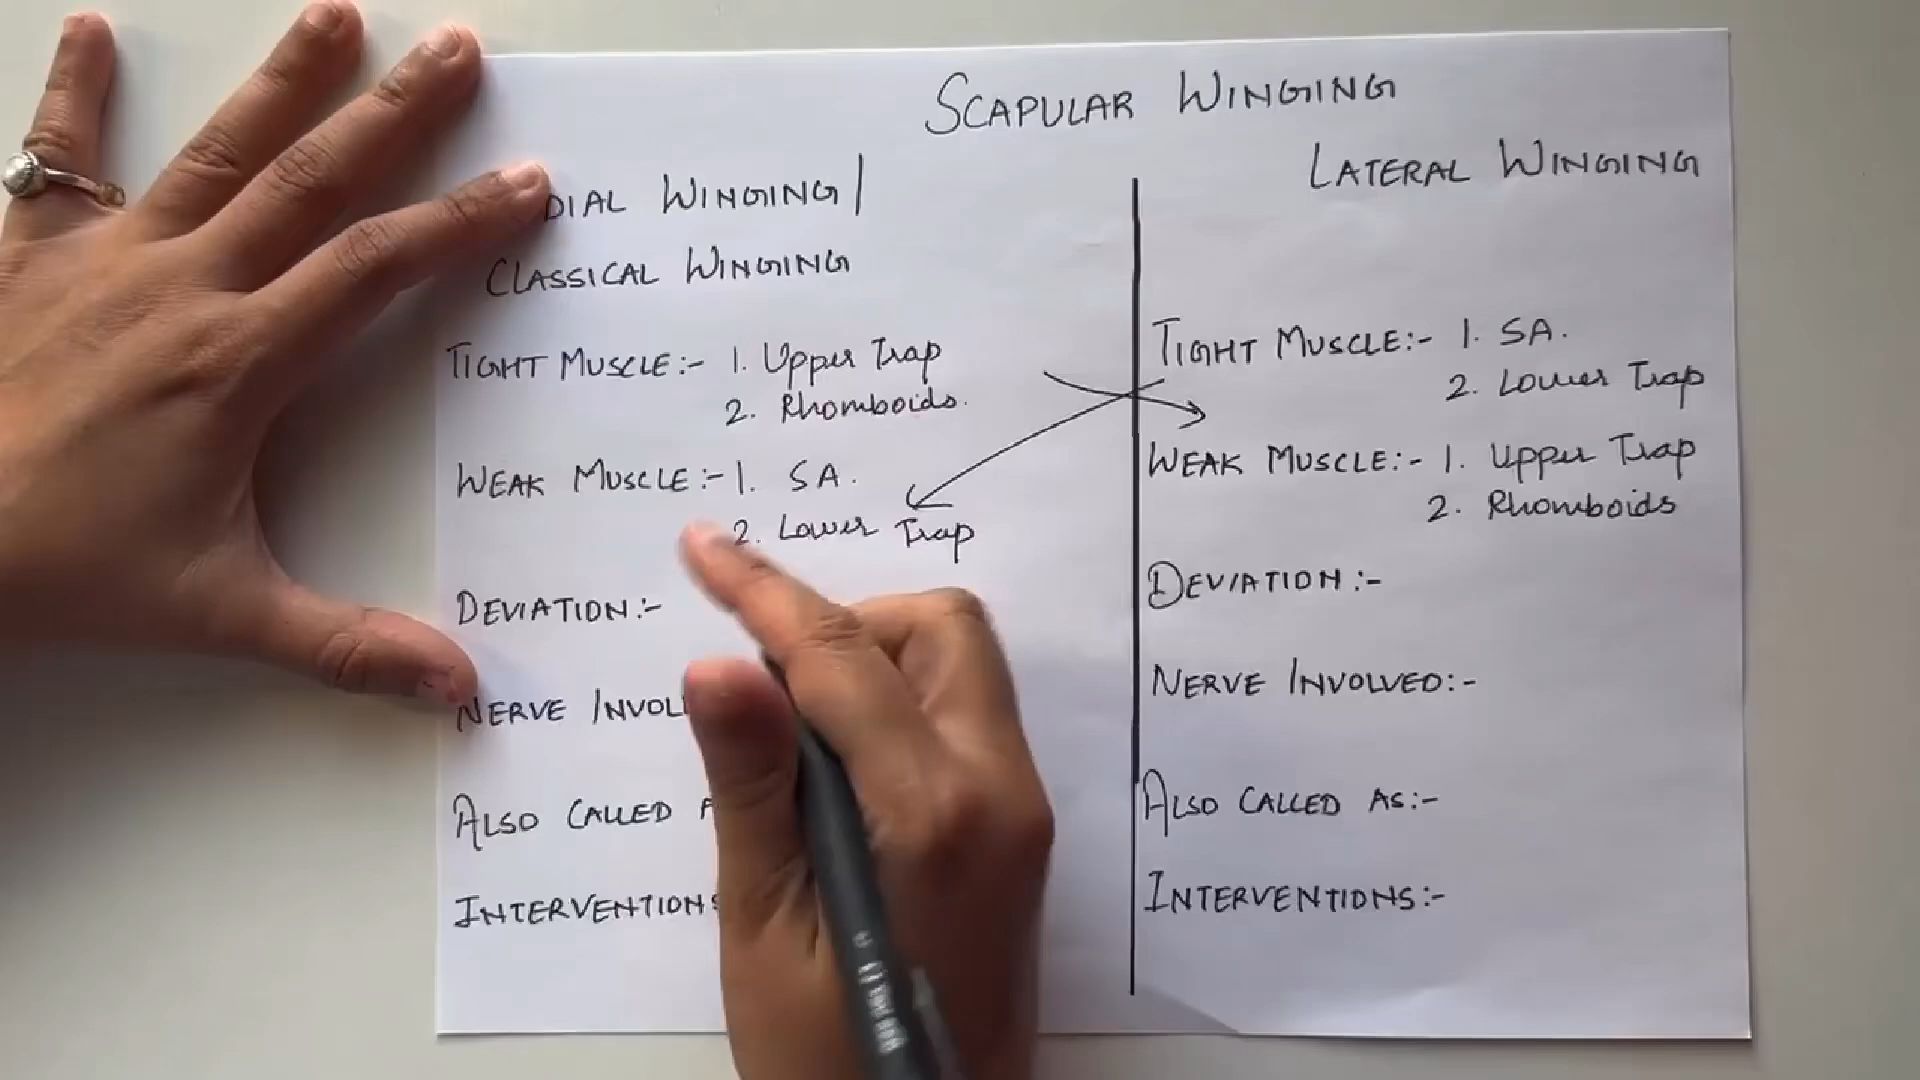 SCAPULAR WINGING
DIAL WINGING/
CLASSICAL WINGING
TIGHT MUSCLE:- 1. Upper Trap
2. Rhomboids.
WEAK MUSCLE:- 1. SA.
2. Lower Trap
DEVIATION:-
NERVE INVOL
ALSO CALLED A
INTERVENTIONS
LATERAL WINGING
TIGHT MUSCLE:- 1. SA.
2. Lower Trap
WEAK MUSCLE:- 1. Upper Trap
2. Rhomboids
DEVIATION:-
NERVE INVOLVED:-
ALSO CALLED AS:-
INTERVENTIONS:-